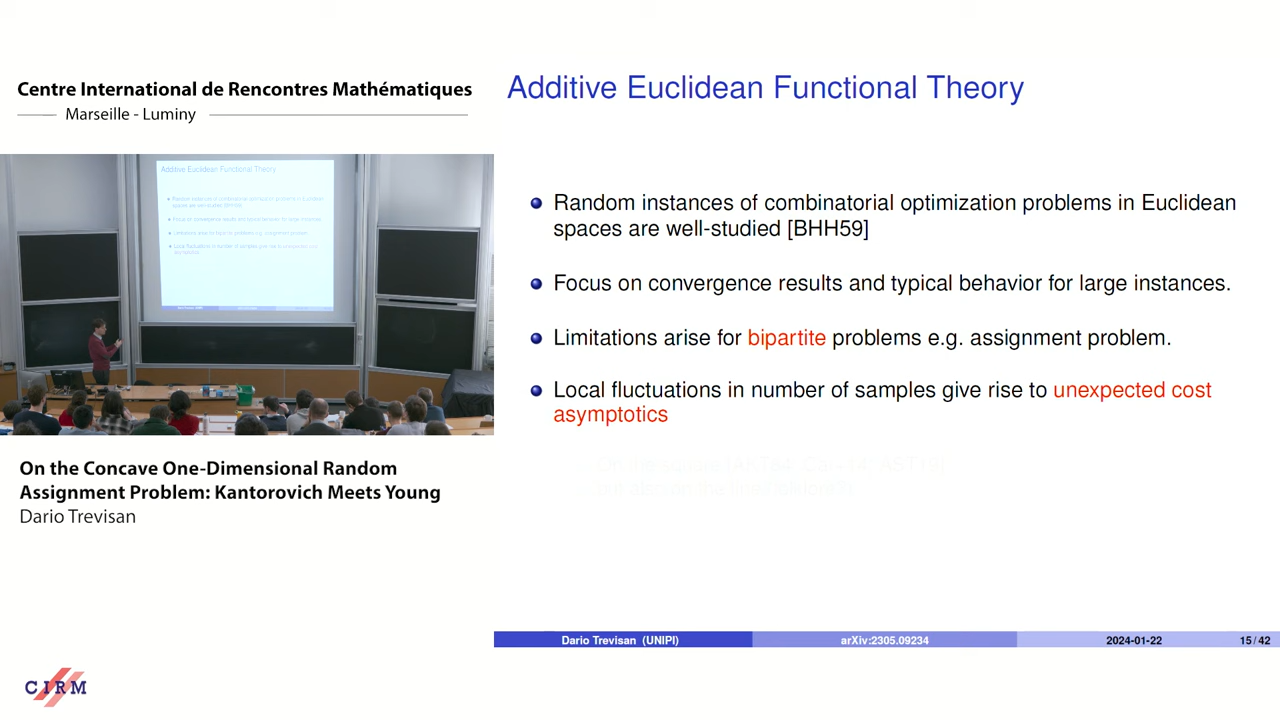 Centre International de Rencontres Mathématiques
Marseille - Luminy
Additive Euclidean Functional Theory
Random instances of combinatorial optimization problems in Euclidean
spaces are well-studied [BHH59]
Focus on convergence results and typical behavior for large instances.
Limitations arise for bipartite problems e.g. assignment problem.
Local fluctuations in number of samples give rise to unexpected cost
asymptotics
On the Concave One-Dimensional Random
Assignment Problem: Kantorovich Meets Young
Dario Trevisan
Dario Trevisan (UNIPI)
arXiv:2305.09234
2024-01-22
15 / 42
CIRM